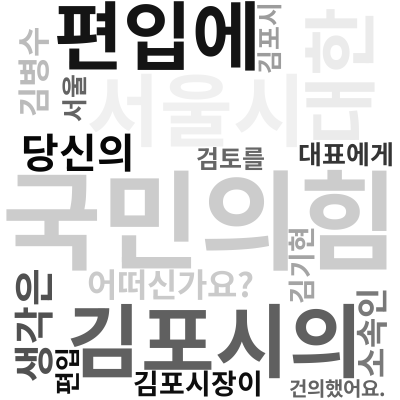 편입에
김포시
김병수
서울
서울시
대한
당신의
검토를
대표에게
국민의힘
어떠신가요?
김기현
생각은
김포시의
소속인
편입
김포시장이
건의했어요.